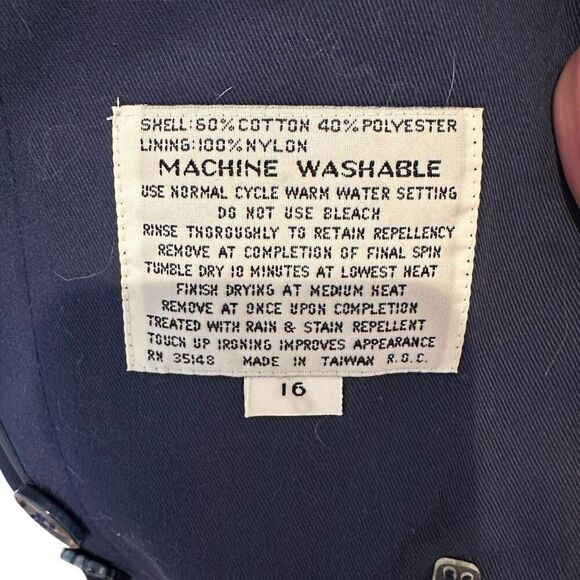 SHELL: 60% COTTON 40% POLYESTER
LINING: 100% NYLON
MACHINE WASHABLE
USE NORMAL CYCLE WARM WATER SETTING
DO NOT USE BLEACH
RINSE THOROUGHLY TO RETAIN REPELLENCY
REMOVE AT COMPLETION OF FINAL SPIN
TUMBLE DRY 10 MINUTES AT LOWEST HEAT
FINISH DRYING AT MEDIUM HEAT
REMOVE AT ONCE UPON COMPLETION
TREATED WITH RAIN & STAIN REPELLENT
TOUCH UP IRONING IMPROVES APPEARANCE
RN 35148 MADE IN TAIWAN R.O.C.
16